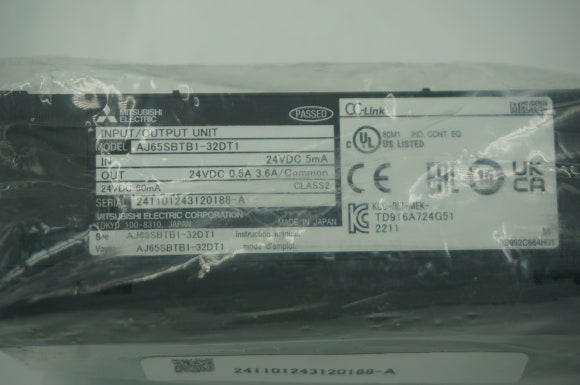 MITSUBISHI
ELECTRIC
PASSED
INPUT/OUTPUT UNIT
MODEL AJ65SBTB1-32DT1
IN 24VDC 5mA
OUT 24VDC 0.5A 3.6A/Common
24VDC 60mA CLASS2
SERIAL 241101243120188-A
MITSUBISHI ELECTRIC CORPORATION
TOKYO 100-8310, JAPAN MADE IN JAPAN
AJ65SBTB1-32DT1 instruction manual.
AJ65SBTB1-32DT1 mode d'emploi.
CC-Link
c UL US LISTED
80M1 IND. CONT. EQ.
CE EAC UK CA
TD916A724G51
2211
241101243120188-A